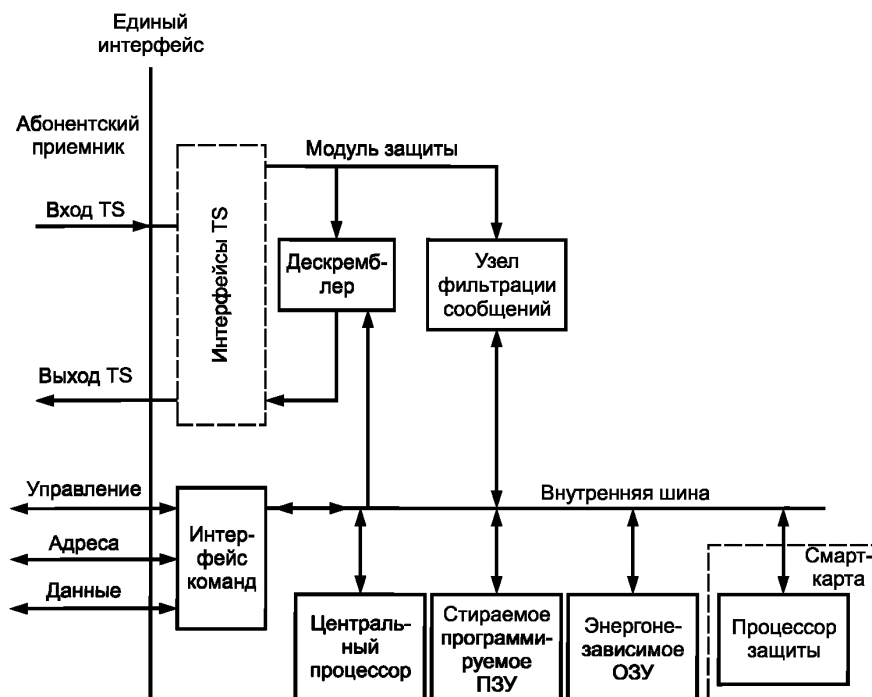 Единый
интерфейс
Абонентский
приемник
Модуль защиты
Вход TS
Интерфейсы TS
Дескремб-
лер
Узел
фильтрации
сообщений
Выход TS
Управление
Внутренняя шина
Адреса
Данные
Интер-
фейс
команд
Смарт-
карта
Централь-
ный
процессор
Стираемое
программи-
руемое
ПЗУ
Энергоне-
зависимое
ОЗУ
Процессор
защиты